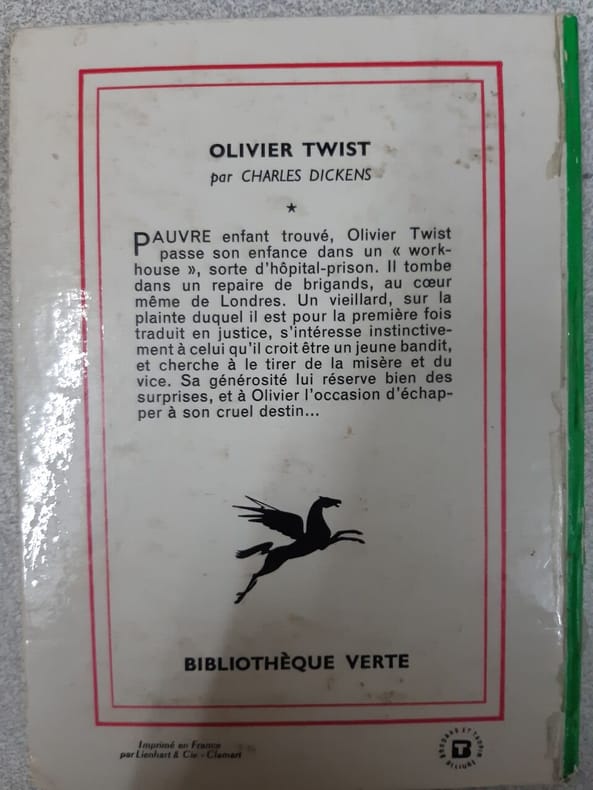 OLIVIER TWIST
par CHARLES DICKENS
PAUVRE enfant trouvé, Olivier Twist
passe son enfance dans un « work-
house », sorte d'hôpital-prison. Il tombe
dans un repaire de brigands, au cœur
même de Londres. Un vieillard, sur la
plainte duquel il est pour la première fois
traduit en justice, s'intéresse instinctive-
ment à celui qu'il croit être un jeune bandit,
et cherche à le tirer de la misère et du
vice. Sa générosité lui réserve bien des
surprises, et à Olivier l'occasion d'échap-
per à son cruel destin...
BIBLIOTHÈQUE VERTE
Imprimé en France
par Lienhart & Cie - Clamart
BRODARD ET TAUPIN
RELIURE